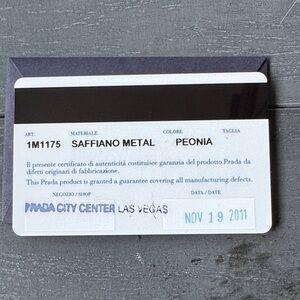 ART. MATERIALE COLORE TAGLIA
1M1175 SAFFIANO METAL PEONIA
Il presente certificato di autenticità costituisce garanzia del prodotto Prada da
difetti originari di fabbricazione.
This Prada product is granted a guarantee covering all manufacturing defects.
NEGOZIO / SHOP DATA / DATE
PRADA CITY CENTER LAS VEGAS NOV 19 2011